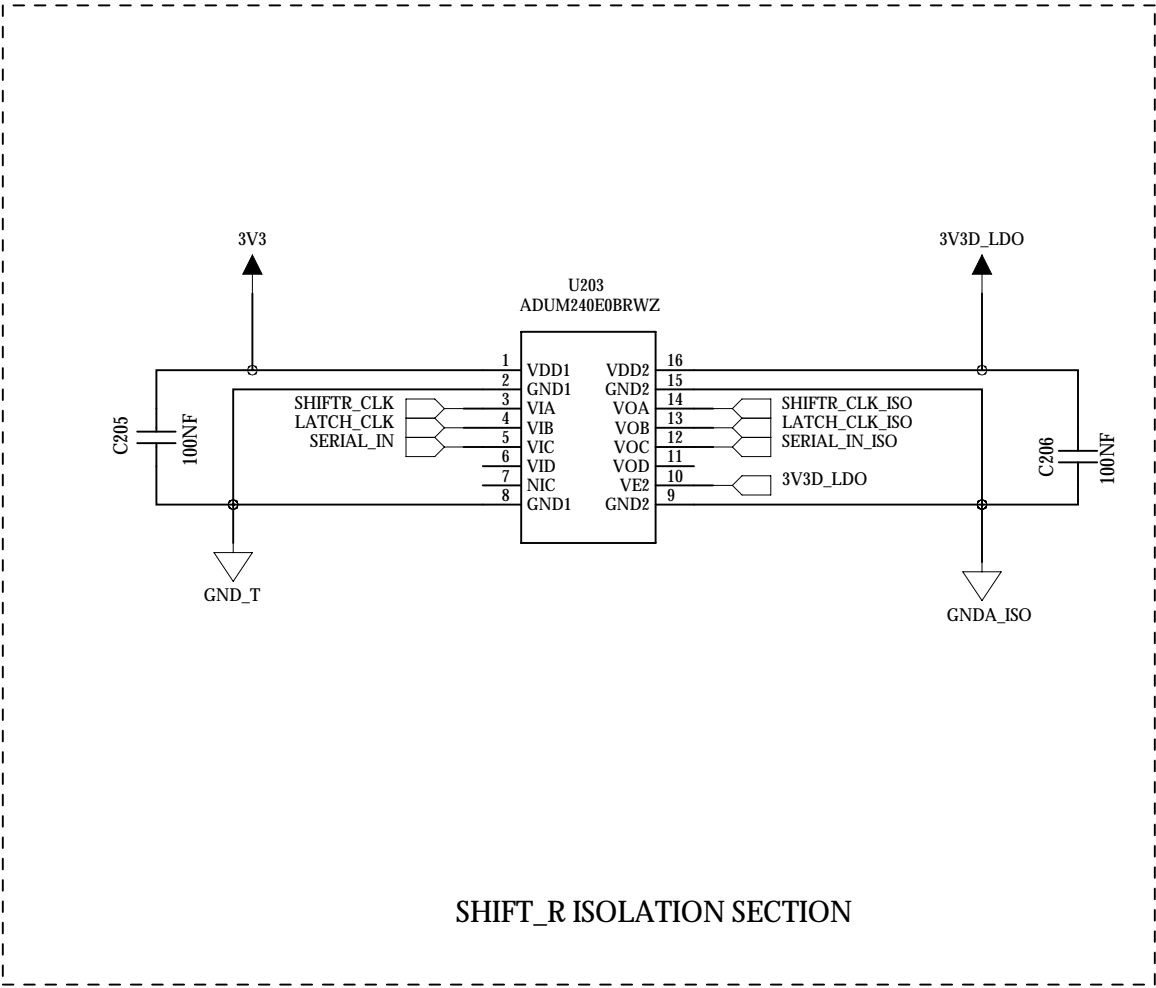 3V3
3V3D_LDO
U203
ADUM240E0BRWZ
1 VDD1 VDD2 16
2 GND1 GND2 15
SHIFTR_CLK 3 VIA VOA 14 SHIFTR_CLK_ISO
LATCH_CLK 4 VIB VOB 13 LATCH_CLK_ISO
SERIAL_IN 5 VIC VOC 12 SERIAL_IN_ISO
6 VID VOD 11
7 NIC VE2 10 3V3D_LDO
8 GND1 GND2 9
C205
100NF
C206
100NF
GND_T
GNDA_ISO
SHIFT_R ISOLATION SECTION